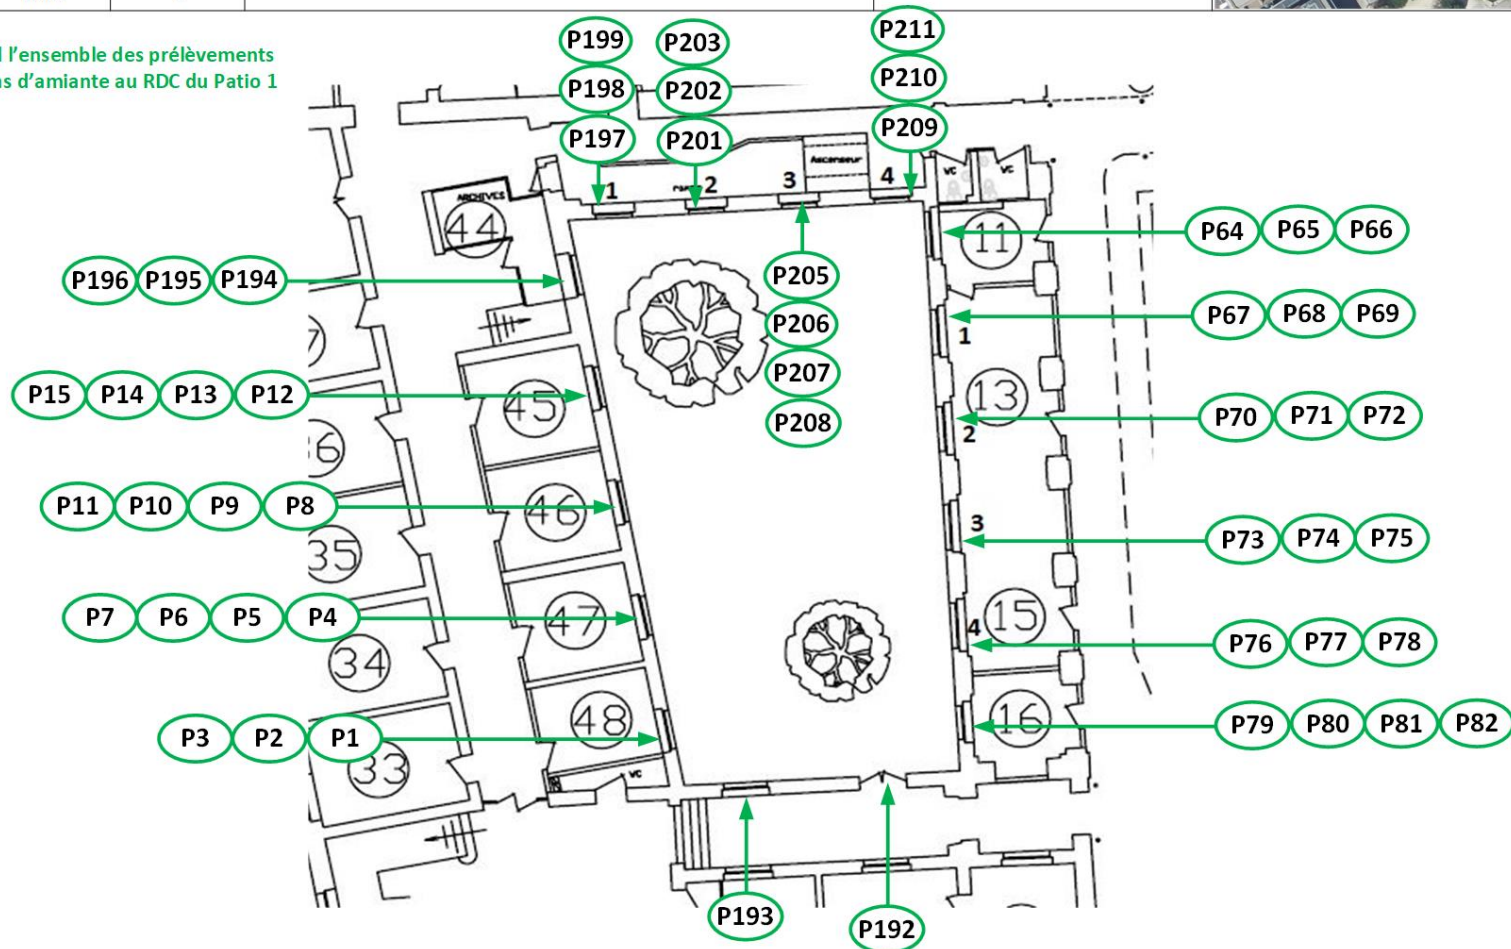 l'ensemble des prélèvements
d'amiante au RDC du Patio 1
P199 P203 P211
P198 P202 P210
P197 P201 P209
Ascenseur
VC VC
1 2 3 4
ARCHIVES
44
11
P64 P65 P66
P196 P195 P194
P205
P206
P207
P208
P67 P68 P69
1
P15 P14 P13 P12
45
13
P70 P71 P72
2
P11 P10 P9 P8
46
35
3
P73 P74 P75
P7 P6 P5 P4
47
15
34
4
P76 P77 P78
P3 P2 P1
48
16
P79 P80 P81 P82
33
VC
P193
P192